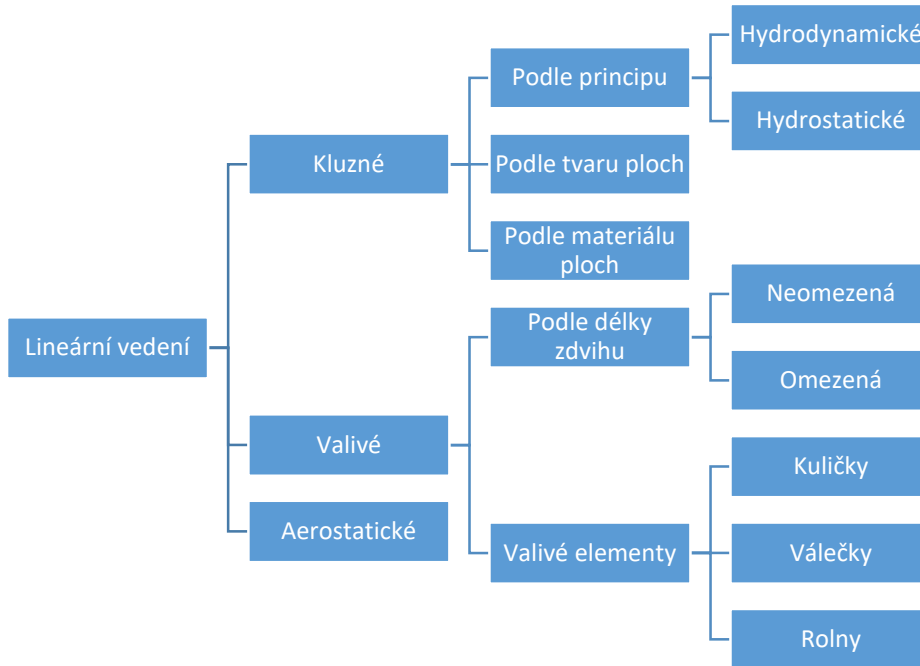 Lineární vedení
Kluzné
Podle principu
Hydrodynamické
Hydrostatické
Podle tvaru ploch
Podle materiálu
ploch
Valivé
Podle délky
zdvihu
Neomezená
Omezená
Valivé elementy
Kuličky
Válečky
Rolny
Aerostatické